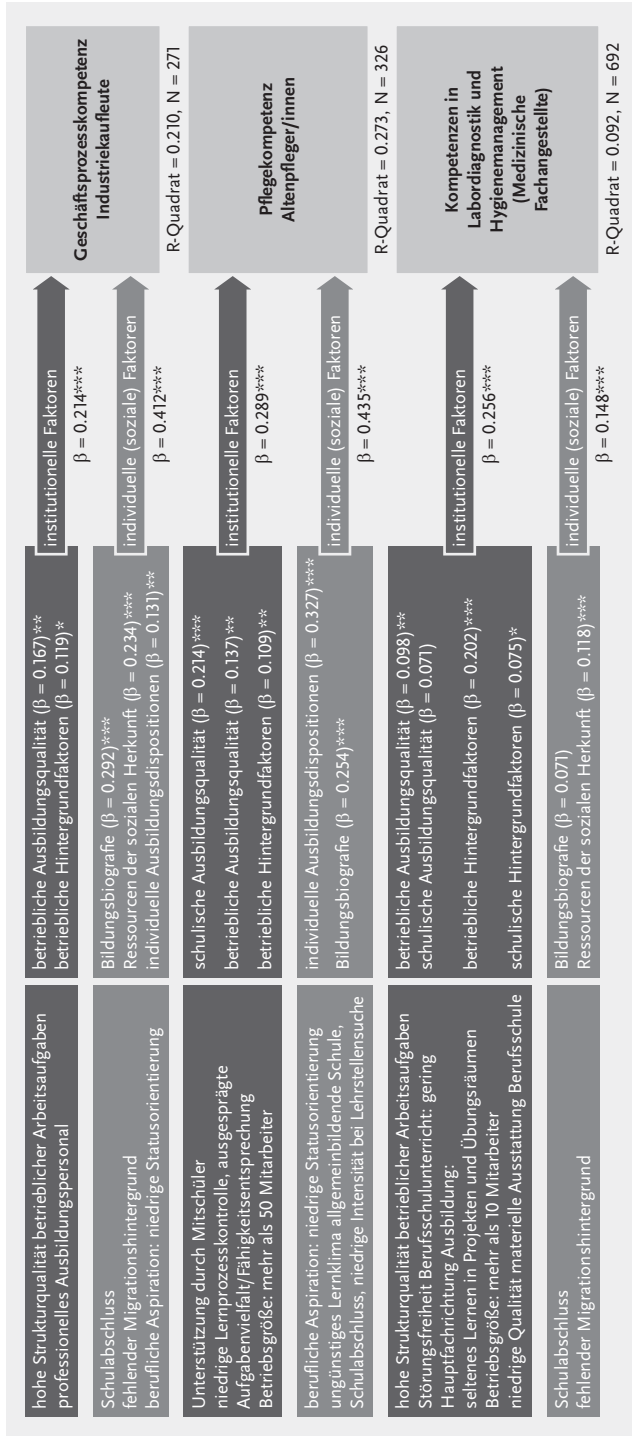 hohe Strukturqualität betrieblicher Arbeitsaufgaben
professionelles Ausbildungspersonal
betriebliche Ausbildungsqualität (β = 0.167)**
betriebliche Hintergrundfaktoren (β = 0.119)*
institutionelle Faktoren
β = 0.214***
Schulabschluss
fehlender Migrationshintergrund
berufliche Aspiration: niedrige Statusorientierung
Bildungsbiografie (β = 0.292)***
Ressourcen der sozialen Herkunft (β = 0.234)***
individuelle Ausbildungsdispositionen (β = 0.131)**
individuelle (soziale) Faktoren
β = 0.412***
Geschäftsprozesskompetenz
Industriekaufleute
R-Quadrat = 0.210, N = 271
Unterstützung durch Mitschüler
niedrige Lernprozesskontrolle, ausgesprägte
Aufgabenvielfalt/Fähigkeitsentsprechung
Betriebsgröße: mehr als 50 Mitarbeiter
schulische Ausbildungsqualität (β = 0.214)***
betriebliche Ausbildungsqualität (β = 0.137)**
betriebliche Hintergrundfaktoren (β = 0.109)**
institutionelle Faktoren
β = 0.289***
berufliche Aspiration: niedrige Statusorientierung
ungünstiges Lernklima allgemeinbildende Schule,
Schulabschluss, niedrige Intensität bei Lehrstellensuche
individuelle Ausbildungsdispositionen (β = 0.327)***
Bildungsbiografie (β = 0.254)***
individuelle (soziale) Faktoren
β = 0.435***
Pflegekompetenz
Altenpfleger/innen
R-Quadrat = 0.273, N = 326
hohe Strukturqualität betrieblicher Arbeitsaufgaben
Störungsfreiheit Berufsschulunterricht: gering
Hauptfachrichtung Ausbildung:
seltenes Lernen in Projekten und Übungsräumen
Betriebsgröße: mehr als 10 Mitarbeiter
niedrige Qualität materielle Ausstattung Berufsschule
betriebliche Ausbildungsqualität (β = 0.098)**
schulische Ausbildungsqualität (β = 0.071)
betriebliche Hintergrundfaktoren (β = 0.202)***
schulische Hintergrundfaktoren (β = 0.075)*
institutionelle Faktoren
β = 0.256***
Schulabschluss
fehlender Migrationshintergrund
Bildungsbiografie (β = 0.071)
Ressourcen der sozialen Herkunft (β = 0.118)***
individuelle (soziale) Faktoren
β = 0.148***
Kompetenzen in
Labordiagnostik und
Hygienemanagement
(Medizinische
Fachangestellte)
R-Quadrat = 0.092, N = 692